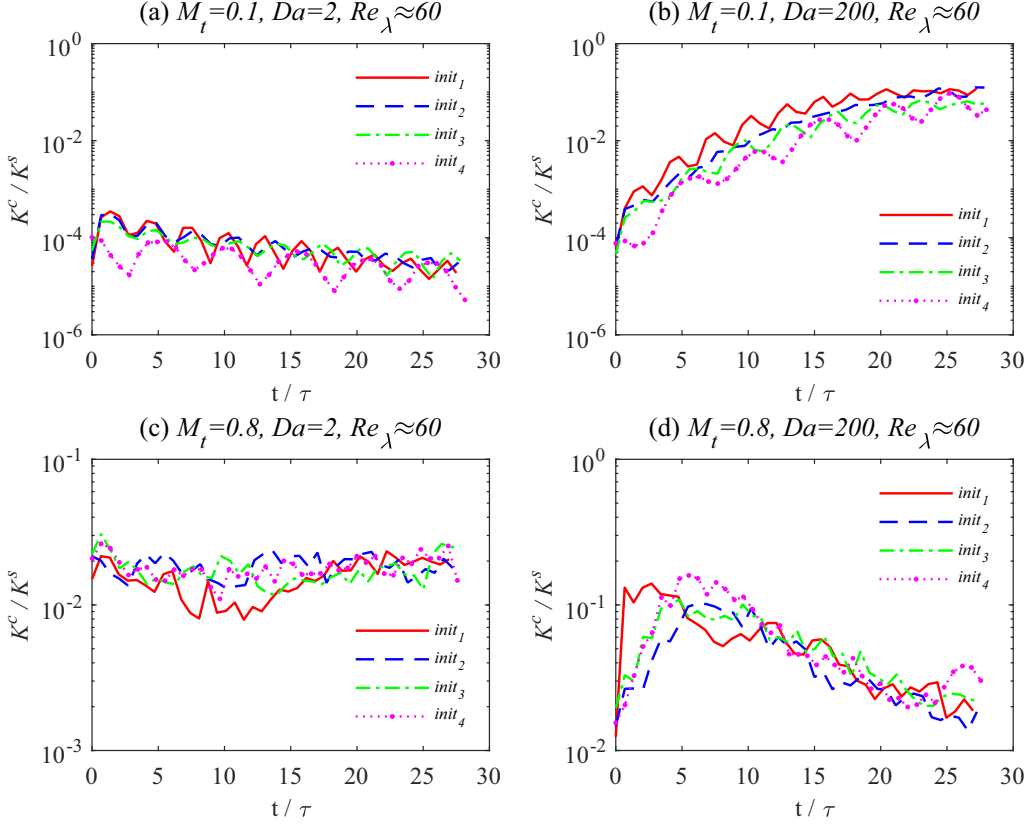 (a) M_t=0.1, Da=2, Re_λ≈60
K^c / K^s
10^0
10^-2
10^-4
10^-6
init_1
init_2
init_3
init_4
0 5 10 15 20 25 30
t / τ
(b) M_t=0.1, Da=200, Re_λ≈60
K^c / K^s
10^0
10^-2
10^-4
10^-6
init_1
init_2
init_3
init_4
0 5 10 15 20 25 30
t / τ
(c) M_t=0.8, Da=2, Re_λ≈60
K^c / K^s
10^-1
10^-2
10^-3
init_1
init_2
init_3
init_4
0 5 10 15 20 25 30
t / τ
(d) M_t=0.8, Da=200, Re_λ≈60
K^c / K^s
10^0
10^-1
10^-2
init_1
init_2
init_3
init_4
0 5 10 15 20 25 30
t / τ